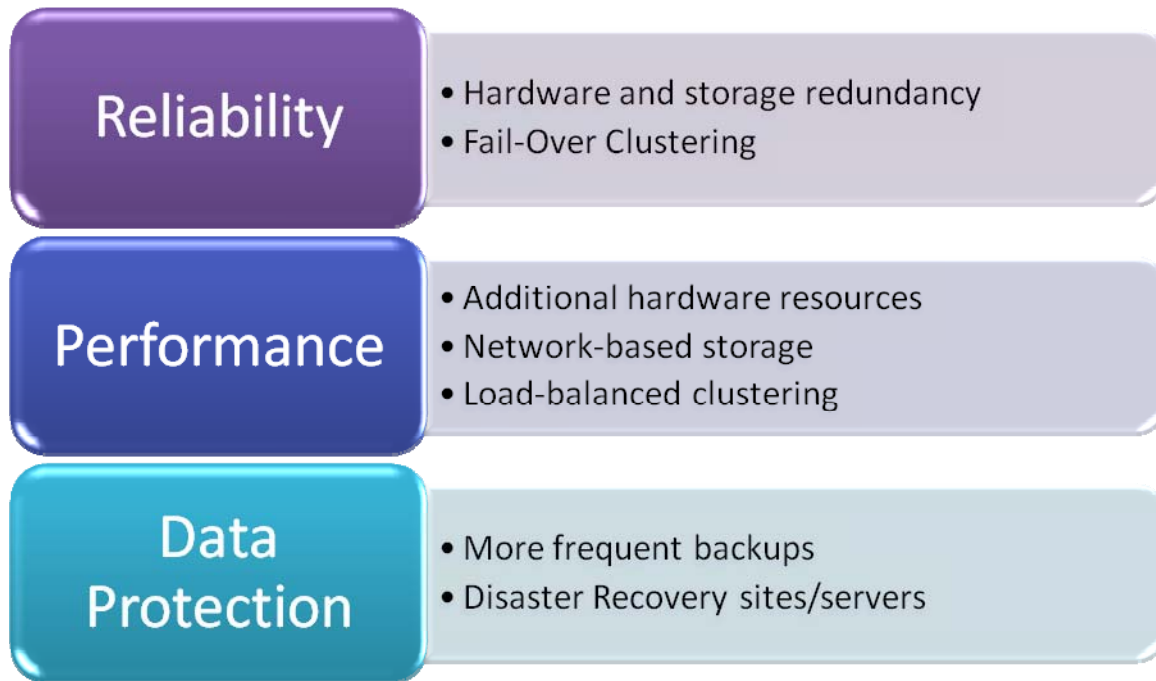 Reliability
• Hardware and storage redundancy
• Fail-Over Clustering
Performance
• Additional hardware resources
• Network-based storage
• Load-balanced clustering
Data
Protection
• More frequent backups
• Disaster Recovery sites/servers